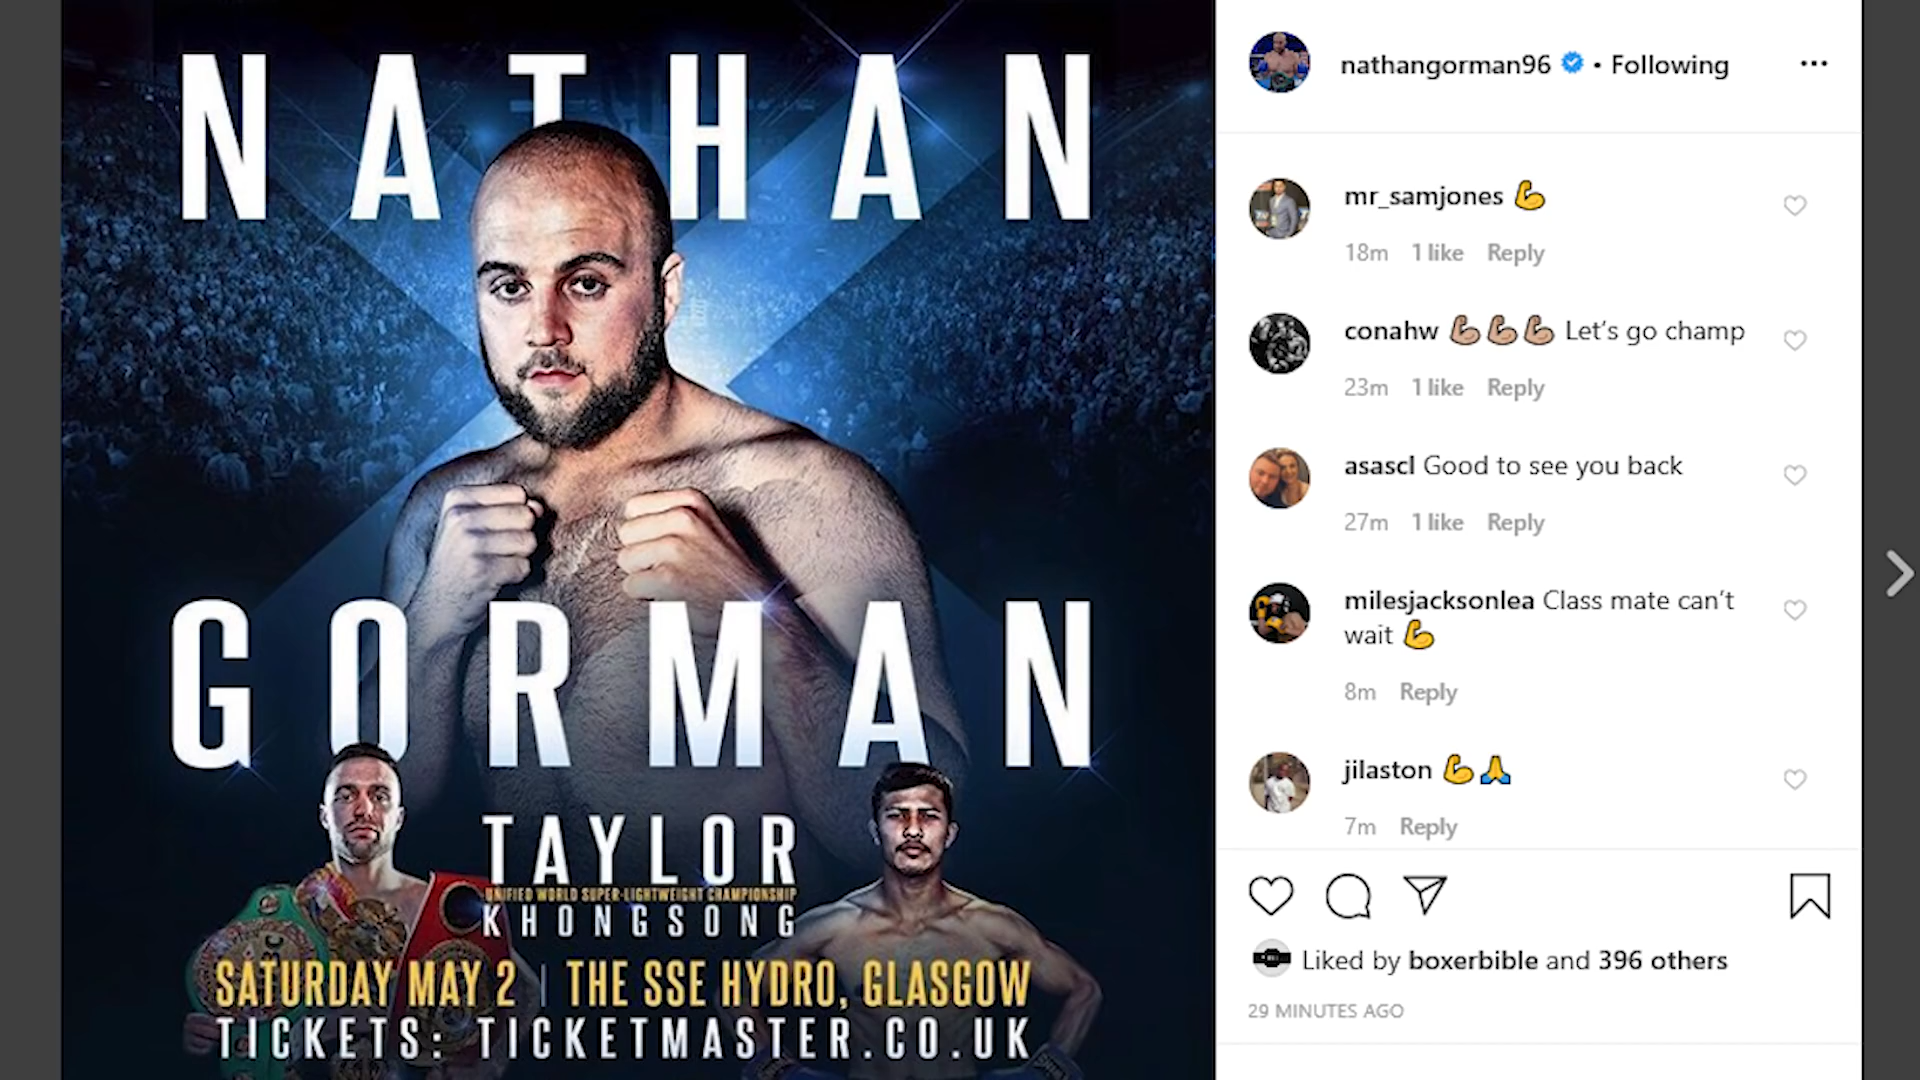 NATHAN
GORMAN
TAYLOR
UNIFIED WORLD SUPER-LIGHTWEIGHT CHAMPIONSHIP
KHONGSONG
SATURDAY MAY 2 | THE SSE HYDRO, GLASGOW
TICKETS: TICKETMASTER.CO.UK
nathangorman96 • Following
mr_samjones 💪
18m 1 like Reply
conahw 💪🏽💪🏽💪🏽 Let's go champ
23m 1 like Reply
asascl Good to see you back
27m 1 like Reply
milesjacksonlea Class mate can't
wait 💪
8m Reply
jilaston 💪🙏
7m Reply
Liked by boxerbible and 396 others
29 MINUTES AGO